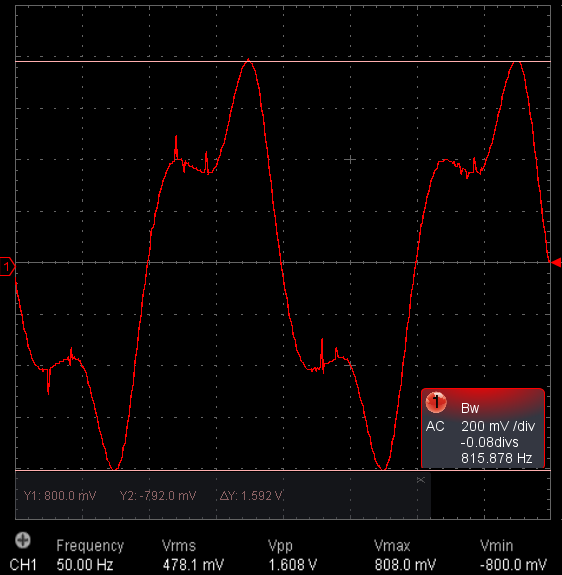 1
1
Bw
AC 200 mV /div
-0.08divs
815.878 Hz
Y1: 800.0 mV Y2: -792.0 mV ΔY: 1.592 V
Frequency Vrms Vpp Vmax Vmin
CH1 50.00 Hz 478.1 mV 1.608 V 808.0 mV -800.0 mV